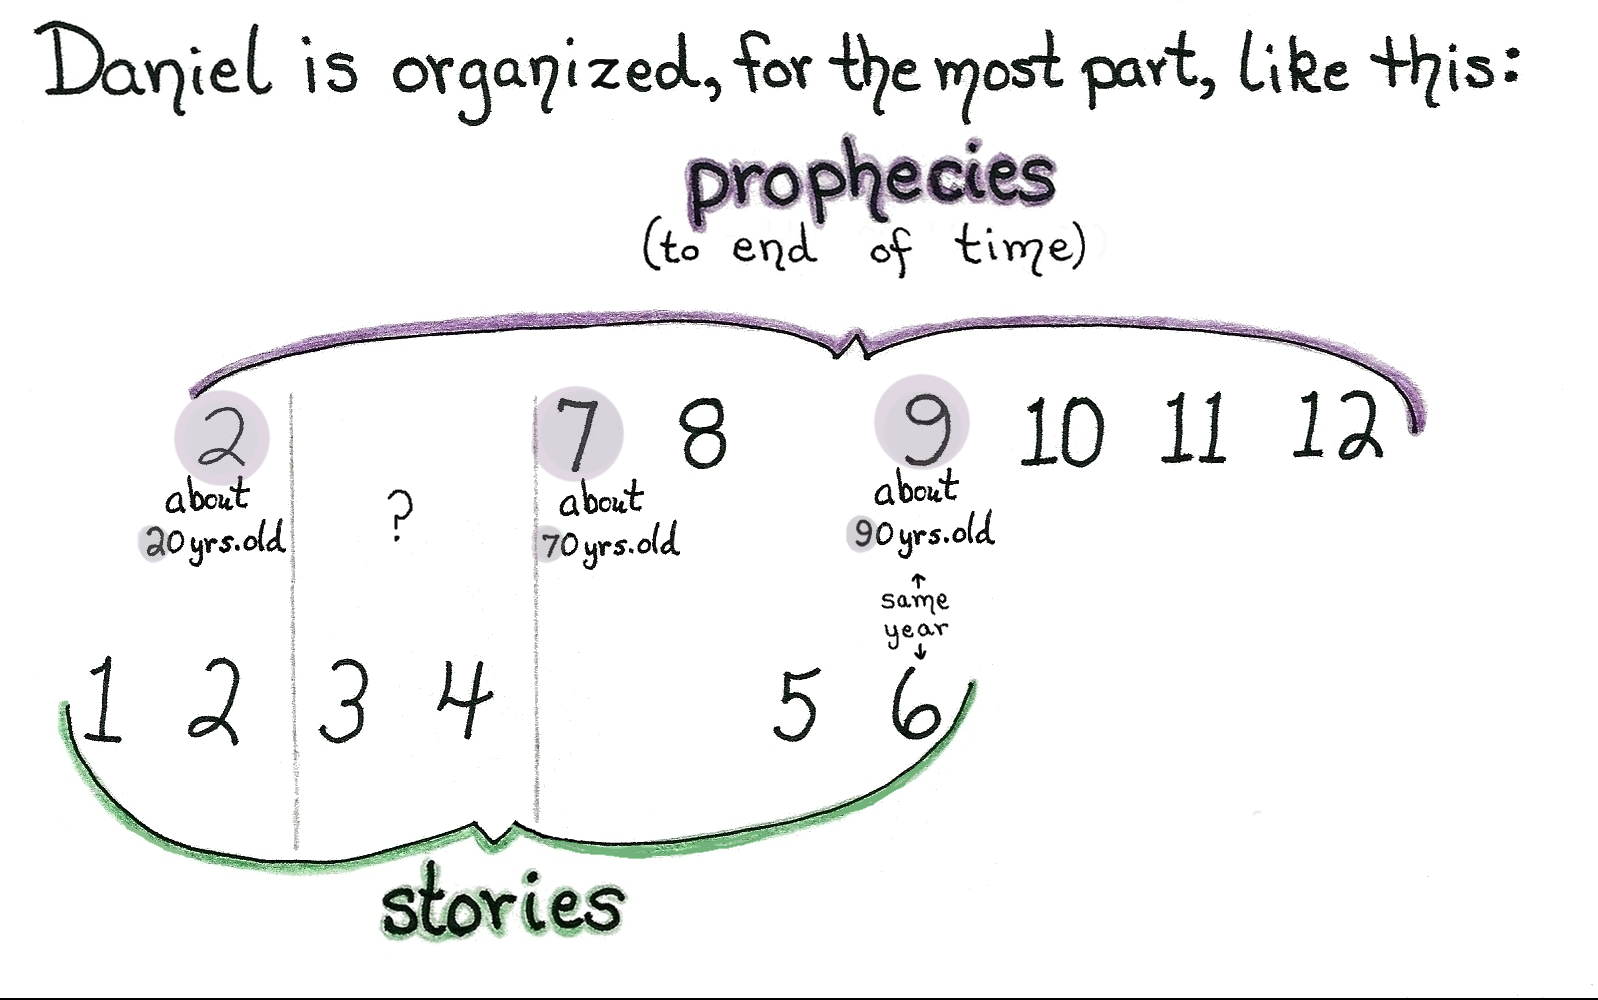 Daniel is organized, for the most part, like this:
prophecies
(to end of time)
2 7 8 9 10 11 12
about about about
20 yrs. old ? 70 yrs. old 90 yrs. old
↑
same
year
↓
1 2 3 4 5 6
stories